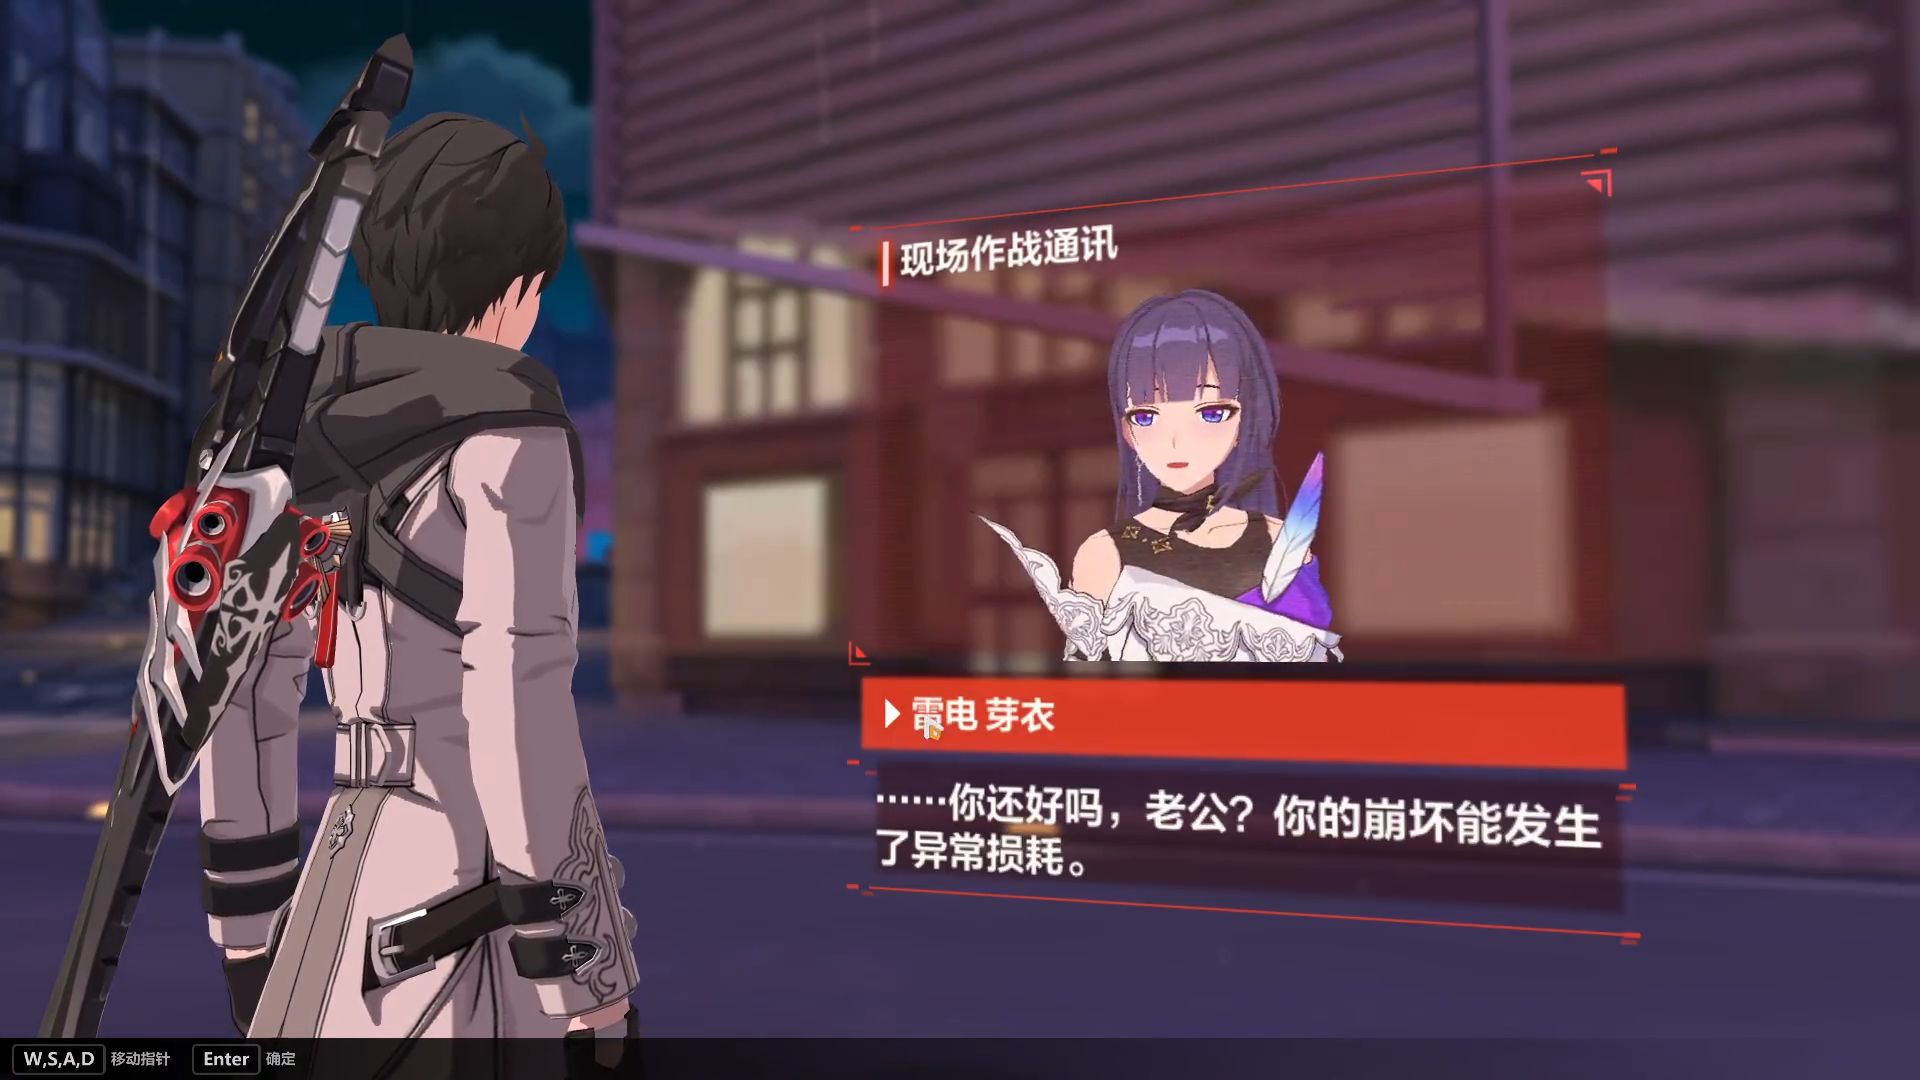 现场作战通讯
雷电 芽衣
……你还好吗，老公？你的崩坏能发生
了异常损耗。
W,S,A,D 移动指针 Enter 确定